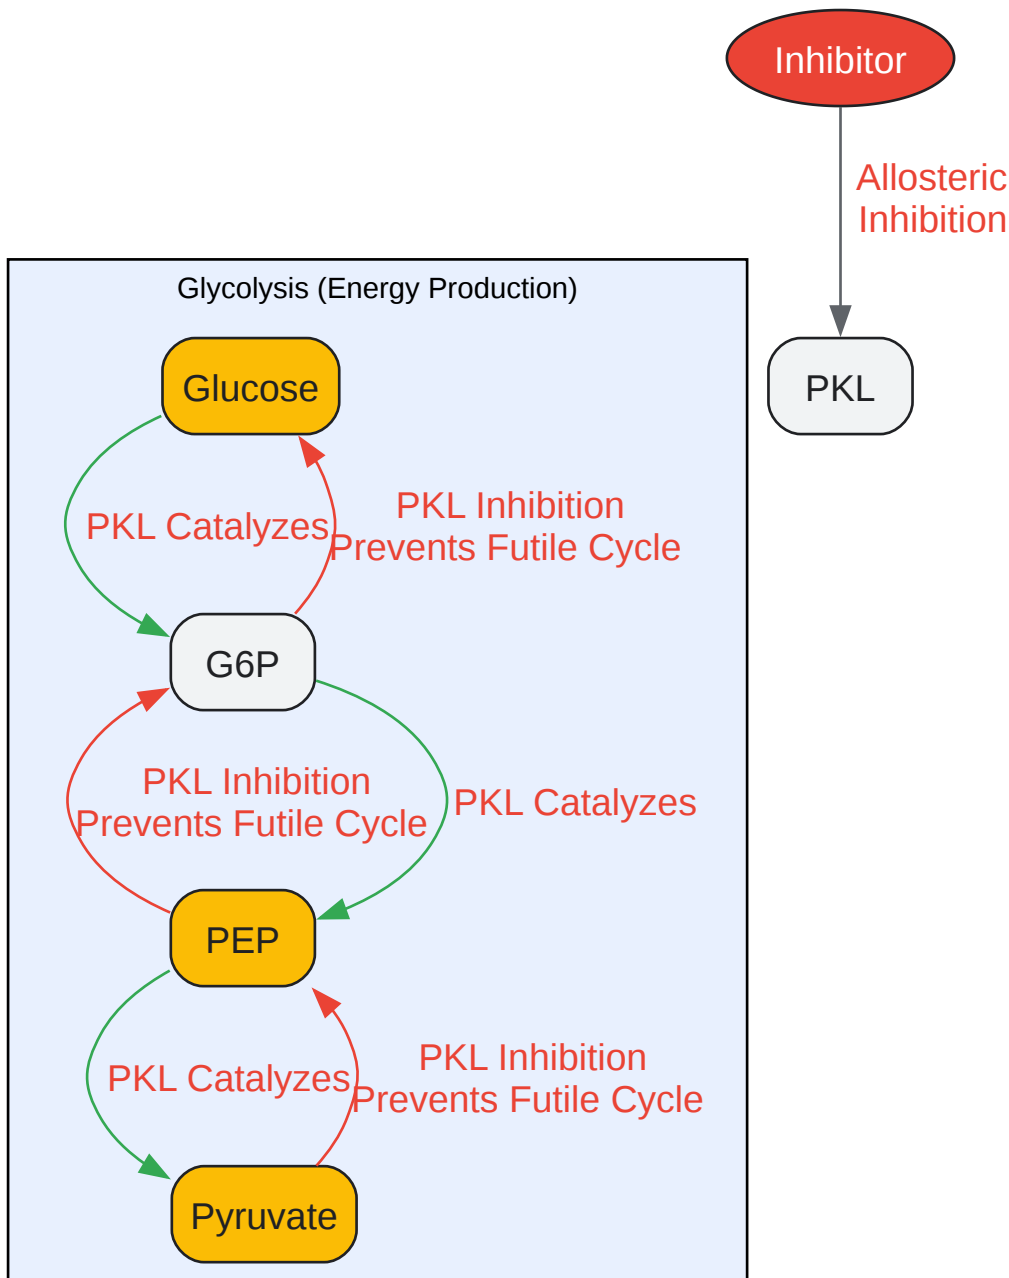 Inhibitor
Allosteric
Inhibition
Glycolysis (Energy Production)
Glucose
PKL
PKL Catalyzes
PKL Inhibition
Prevents Futile Cycle
G6P
PKL Inhibition
Prevents Futile Cycle
PKL Catalyzes
PEP
PKL Catalyzes
PKL Inhibition
Prevents Futile Cycle
Pyruvate